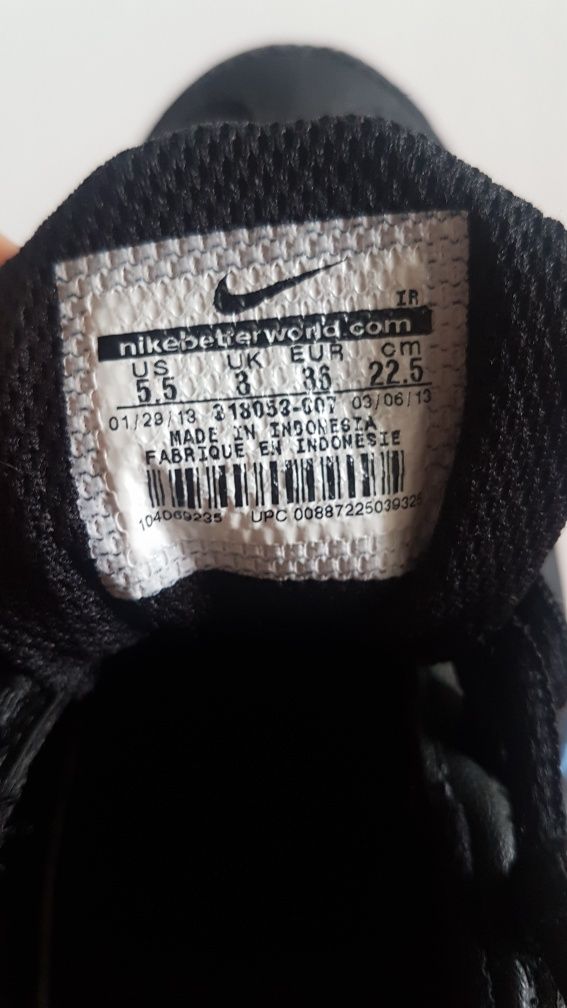 IR
nikebetterworld.com
US UK EUR cm
5.5 3 36 22.5
01/29/13 318053-007 03/06/13
MADE IN INDONESIA
FABRIQUE EN INDONESIE
104069235 UPC 00887225039325